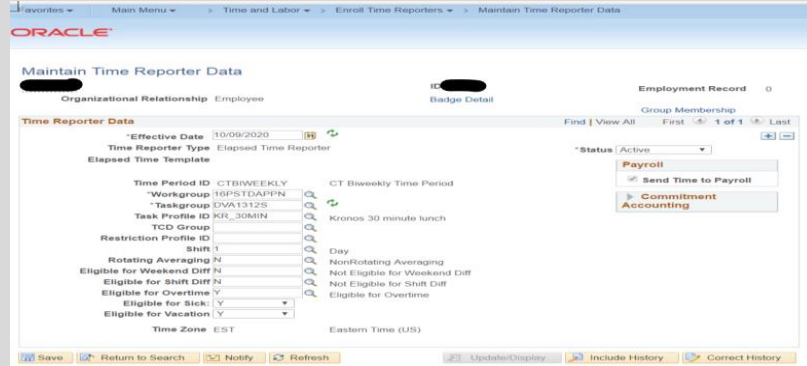 Favorites Main Menu > Time and Labor > Enroll Time Reporters > Maintain Time Reporter Data
ORACLE
Maintain Time Reporter Data
ID
Employment Record 0
Organizational Relationship Employee
Badge Detail
Group Membership
Time Reporter Data Find | View All First 1 of 1 Last
*Effective Date 10/09/2020
Time Reporter Type Elapsed Time Reporter
*Status Active
Elapsed Time Template
Payroll
Send Time to Payroll
Time Period ID CTBIWEEKLY CT Biweekly Time Period
*Workgroup 16PSTDAPPN
Commitment Accounting
*Taskgroup DVA1312S
Task Profile ID KR_30MIN Kronos 30 minute lunch
TCD Group
Restriction Profile ID
Shift 1 Day
Rotating Averaging N NonRotating Averaging
Eligible for Weekend Diff N Not Eligible for Weekend Diff
Eligible for Shift Diff N Not Eligible for Shift Diff
Eligible for Overtime Y Eligible for Overtime
Eligible for Sick: Y
Eligible for Vacation Y
Time Zone EST Eastern Time (US)
Save Return to Search Notify Refresh Update/Display Include History Correct History